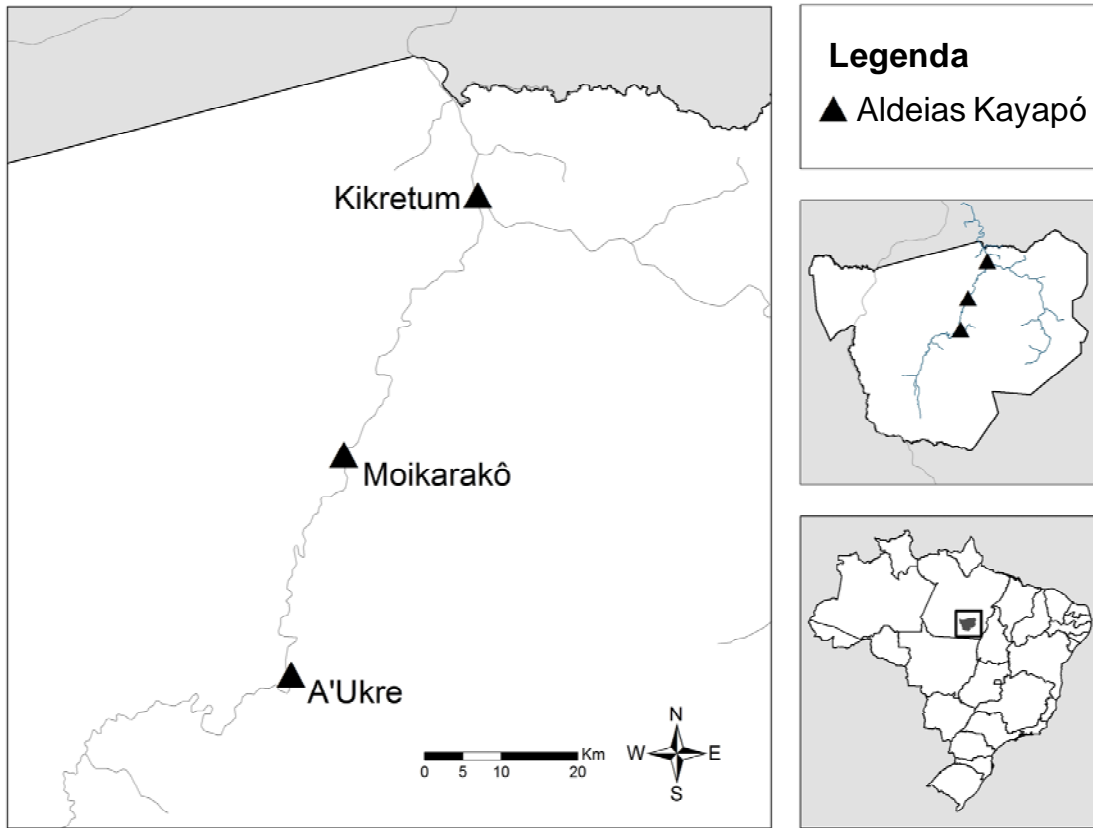 Legenda
Aldeias Kayapó
Kikretum
Moikarakô
A'Ukre
N
W E
S
Km
0 5 10 20